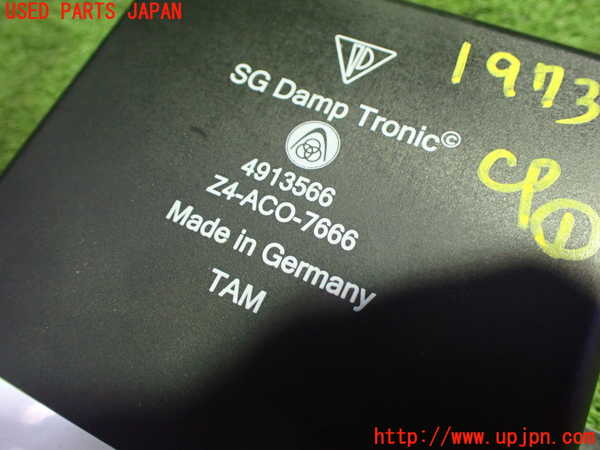 USED PARTS JAPAN
SG Damp Tronic©
4913566
Z4-ACO-7666
Made in Germany
TAM
1973
CP①
http://www.upjpn.com/